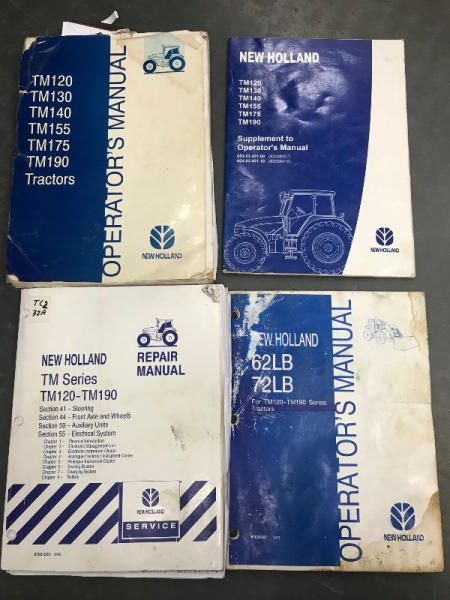 TM120
TM130
TM140
TM155
TM175
TM190
Tractors
OPERATOR'S MANUAL
NEW HOLLAND
NEW HOLLAND
TM120
TM130
TM140
TM155
TM175
TM190
Supplement to
Operator's Manual
NEW HOLLAND
TC2
32A
NEW HOLLAND
REPAIR
MANUAL
TM Series
TM120-TM190
Section 41 - Steering
Section 44 - Front Axle and Wheels
Section 50 - Auxiliary Units
Section 55 - Electrical System
NEW HOLLAND
SERVICE
NEW HOLLAND
62LB
72LB
For TM120-TM190 Series
Tractors
OPERATOR'S MANUAL
NEW HOLLAND